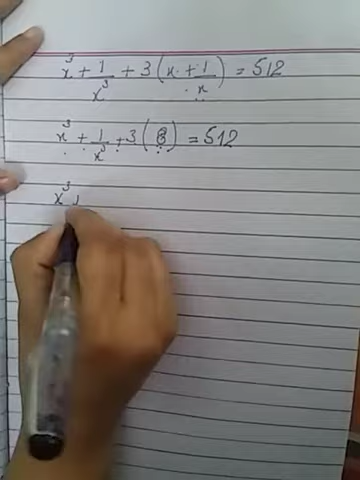 x³ + 1/x³ + 3(x + 1/x) = 512
x³ + 1/x³ + 3(8) = 512
x³ +